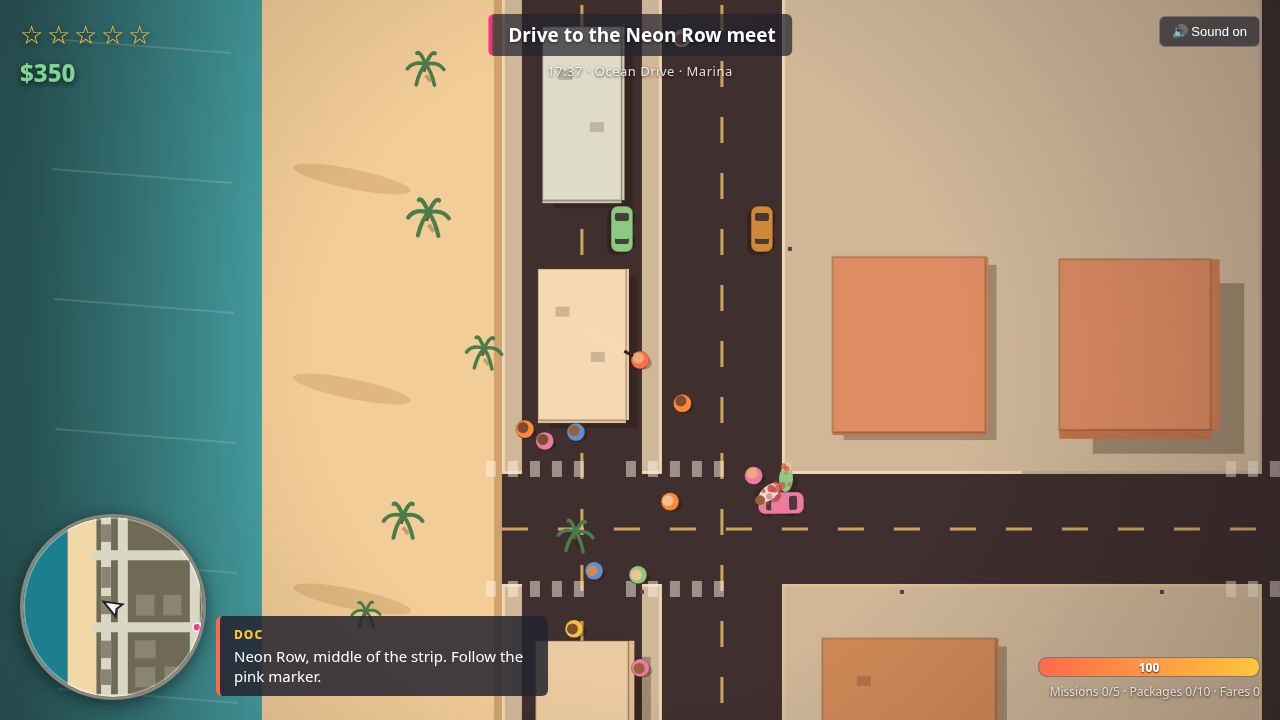 ☆☆☆☆☆
$350
Drive to the Neon Row meet
17:37 · Ocean Drive · Marina
🔊 Sound on
DOC
Neon Row, middle of the strip. Follow the
pink marker.
100
Missions 0/5 · Packages 0/10 · Fares 0